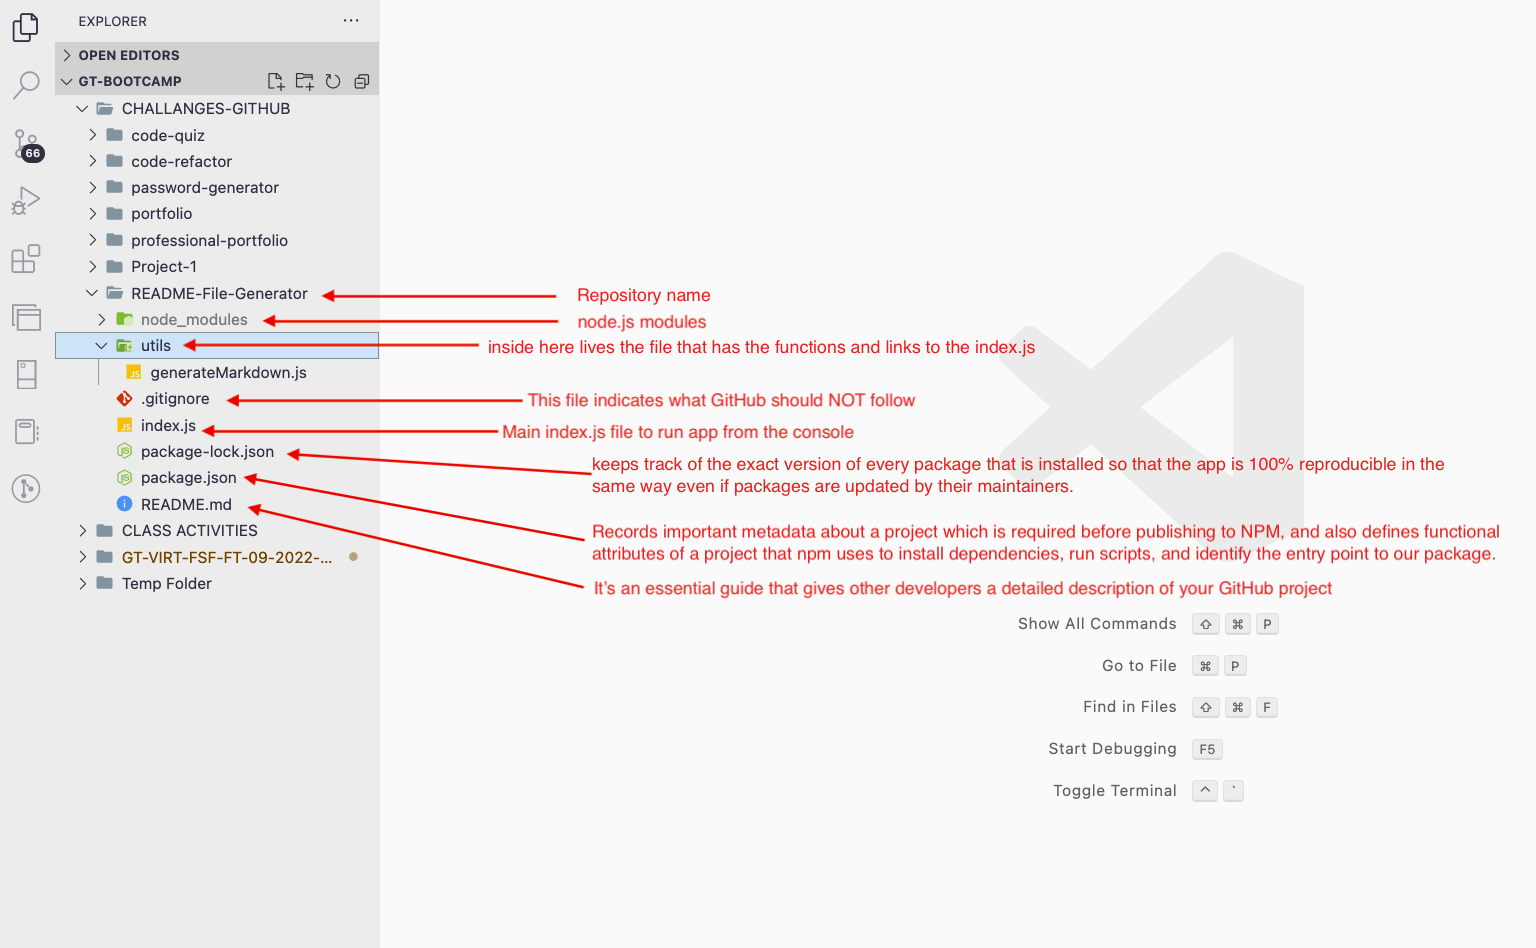 EXPLORER
OPEN EDITORS
GT-BOOTCAMP
CHALLANGES-GITHUB
code-quiz
66
code-refactor
password-generator
portfolio
professional-portfolio
Project-1
README-File-Generator Repository name
node_modules node.js modules
utils inside here lives the file that has the functions and links to the index.js
JS generateMarkdown.js
.gitignore This file indicates what GitHub should NOT follow
JS index.js Main index.js file to run app from the console
JS package-lock.json keeps track of the exact version of every package that is installed so that the app is 100% reproducible in the
same way even if packages are updated by their maintainers.
JS package.json Records important metadata about a project which is required before publishing to NPM, and also defines functional
attributes of a project that npm uses to install dependencies, run scripts, and identify the entry point to our package.
README.md It's an essential guide that gives other developers a detailed description of your GitHub project
CLASS ACTIVITIES
GT-VIRT-FSF-FT-09-2022-...
Temp Folder
Show All Commands ⇧ ⌘ P
Go to File ⌘ P
Find in Files ⇧ ⌘ F
Start Debugging F5
Toggle Terminal ^ `